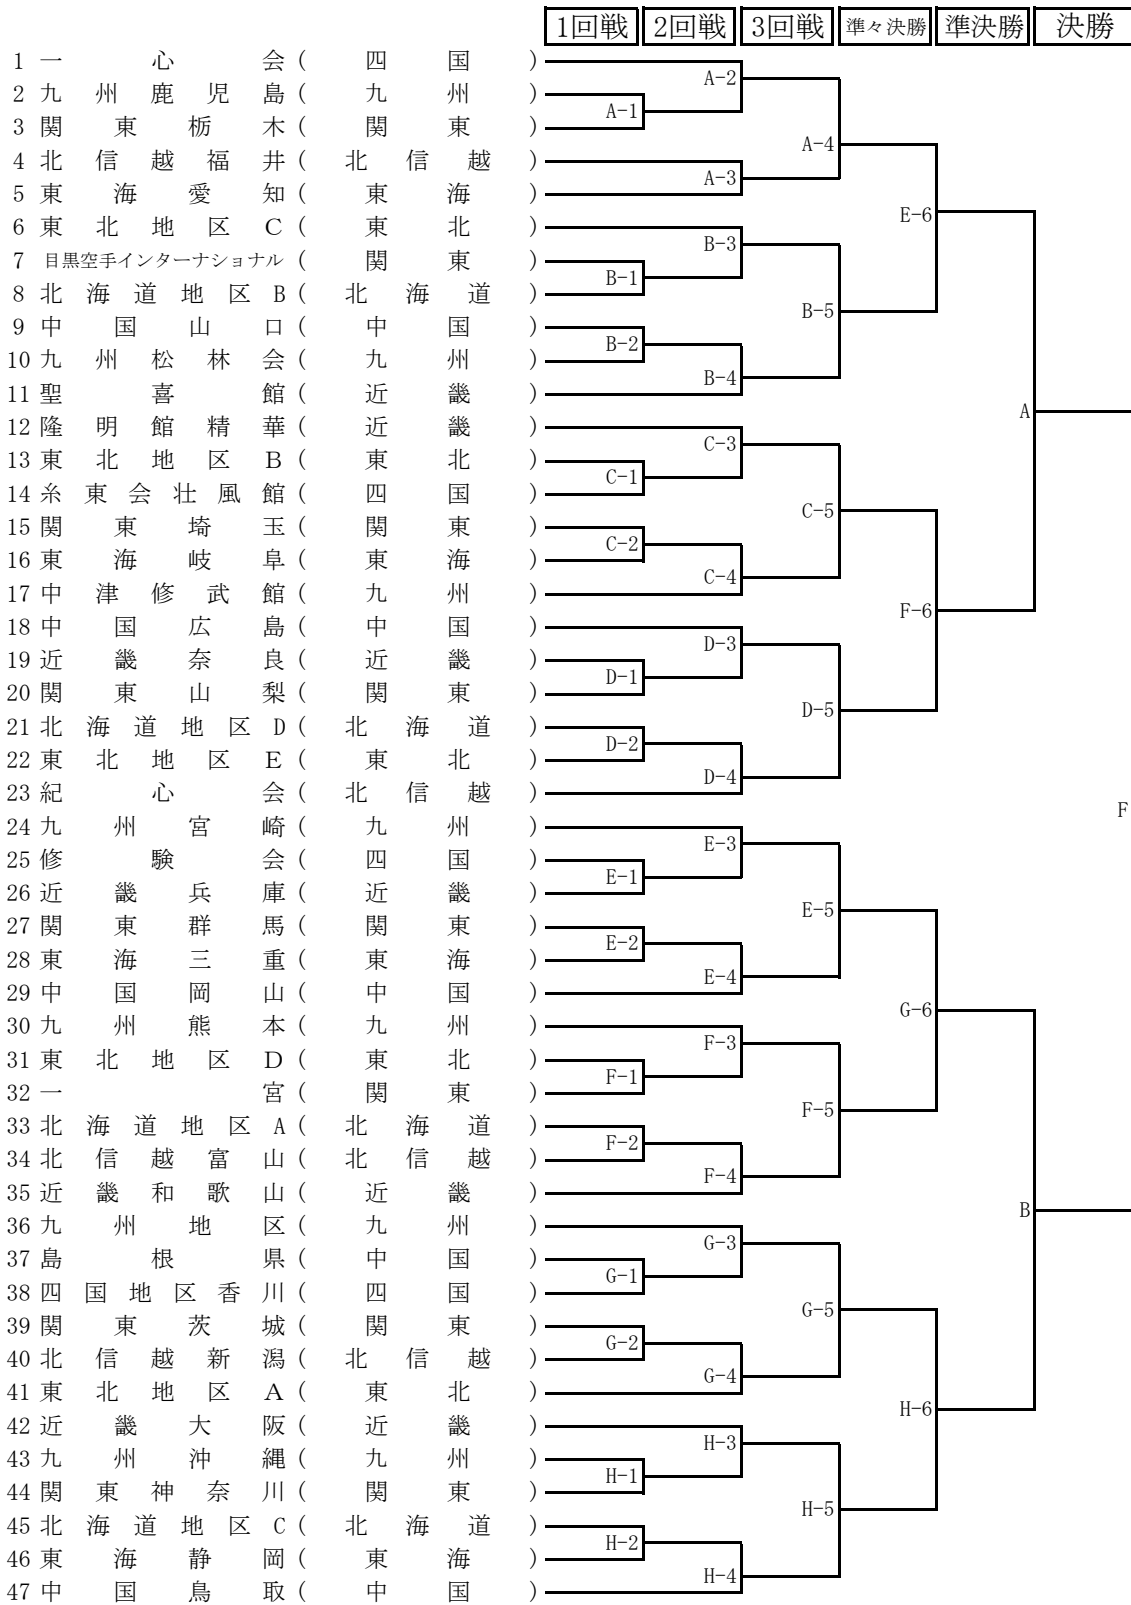 1回戦 2回戦 3回戦 準々決勝 準決勝 決勝
1 一心会(四国)
A-2
2 九州鹿児島(九州)
A-1
3 関東栃木(関東)
A-4
4 北信越福井(北信越)
A-3
5 東海愛知(東海)
E-6
6 東北地区C(東北)
B-3
7 目黒空手インターナショナル(関東)
B-1
8 北海道地区B(北海道)
B-5
9 中国山口(中国)
B-2
10 九州松林会(九州)
B-4
11 聖喜館(近畿)
A
12 隆明館精華(近畿)
C-3
13 東北地区B(東北)
C-1
14 糸東会壮風館(四国)
C-5
15 関東埼玉(関東)
C-2
16 東海岐阜(東海)
C-4
17 中津修武館(九州)
F-6
18 中国広島(中国)
D-3
19 近畿奈良(近畿)
D-1
20 関東山梨(関東)
D-5
21 北海道地区D(北海道)
D-2
22 東北地区E(東北)
D-4
23 紀心会(北信越)
F
24 九州宮崎(九州)
E-3
25 修験会(四国)
E-1
26 近畿兵庫(近畿)
E-5
27 関東群馬(関東)
E-2
28 東海三重(東海)
E-4
29 中国岡山(中国)
G-6
30 九州熊本(九州)
F-3
31 東北地区D(東北)
F-1
32 一宮(関東)
F-5
33 北海道地区A(北海道)
F-2
34 北信越富山(北信越)
F-4
35 近畿和歌山(近畿)
B
36 九州地区(九州)
G-3
37 島根県(中国)
G-1
38 四国地区香川(四国)
G-5
39 関東茨城(関東)
G-2
40 北信越新潟(北信越)
G-4
41 東北地区A(東北)
H-6
42 近畿大阪(近畿)
H-3
43 九州沖縄(九州)
H-1
44 関東神奈川(関東)
H-5
45 北海道地区C(北海道)
H-2
46 東海静岡(東海)
H-4
47 中国鳥取(中国)